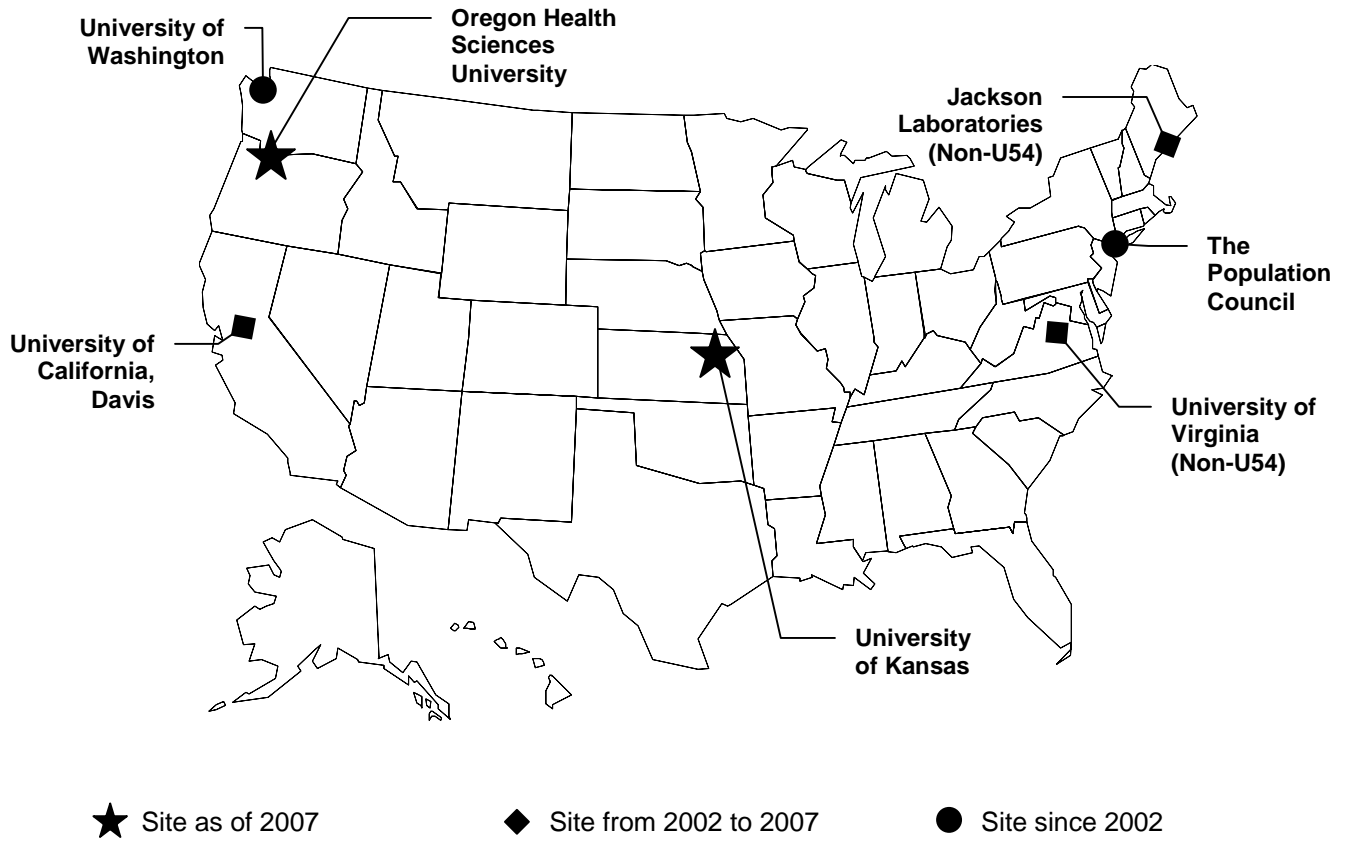 University of
Washington
Oregon Health
Sciences
University
Jackson
Laboratories
(Non-U54)
The
Population
Council
University of
California,
Davis
University of
Virginia
(Non-U54)
University
of Kansas
Site as of 2007
Site from 2002 to 2007
Site since 2002